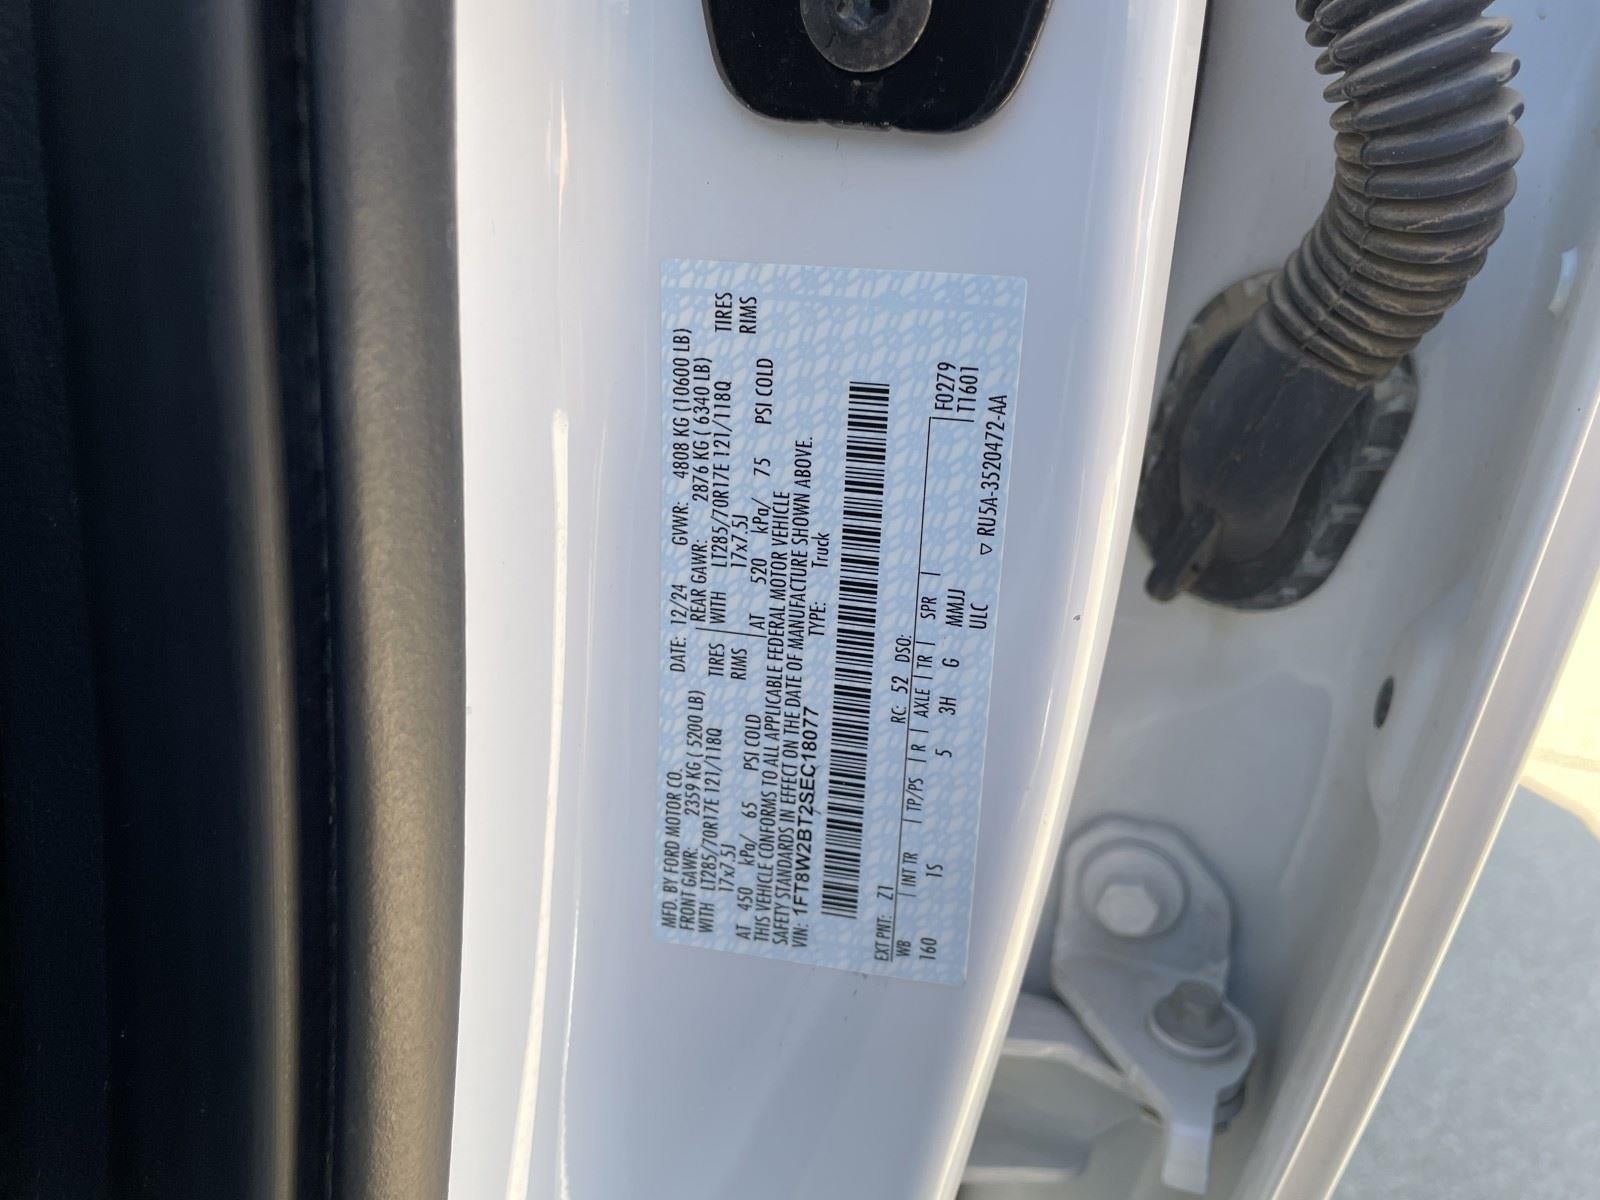 MFD. BY FORD MOTOR CO.
DATE: 12/24 GVWR: 4808 KG (10600 LB)
FRONT GAWR: 2359 KG ( 5200 LB) REAR GAWR: 2876 KG ( 6340 LB)
WITH LT285/70R17E 121/118Q TIRES WITH LT285/70R17E 121/118Q TIRES
17x7.5J RIMS 17x7.5J RIMS
AT 450 kPa/ 65 PSI COLD AT 520 kPa/ 75 PSI COLD
THIS VEHICLE CONFORMS TO ALL APPLICABLE FEDERAL MOTOR VEHICLE
SAFETY STANDARDS IN EFFECT ON THE DATE OF MANUFACTURE SHOWN ABOVE.
VIN: 1FT8W2BT2SEC18077 TYPE: Truck
EXT PNT: Z1 RC: 52 DSO: F0279
WB | INT TR | TP/PS | R | AXLE | TR | SPR | T1601
160 1S 5 3H G MMJJ
ULC ▽ RU5A-3520472-AA